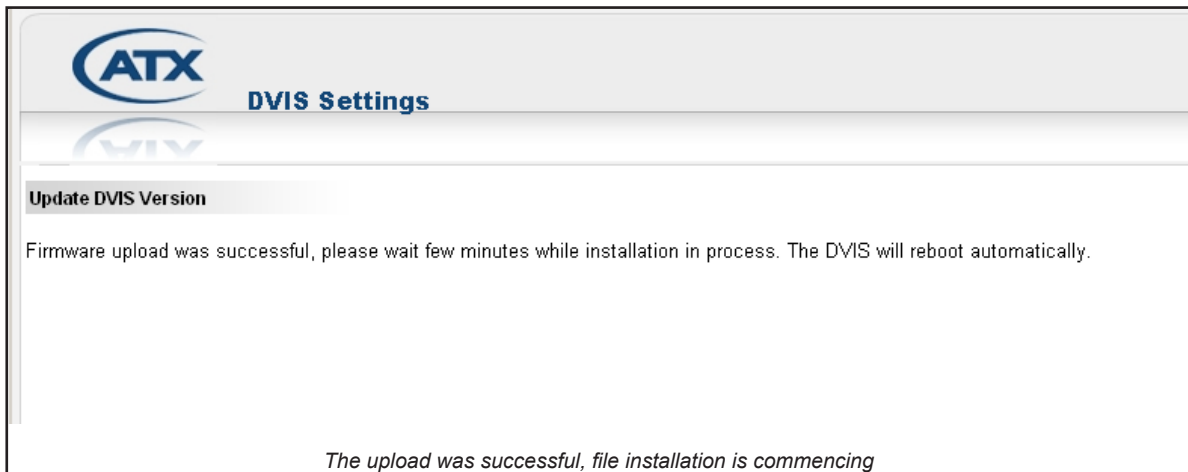 ATX
DVIS Settings
Update DVIS Version
Firmware upload was successful, please wait few minutes while installation in process. The DVIS will reboot automatically.
The upload was successful, file installation is commencing